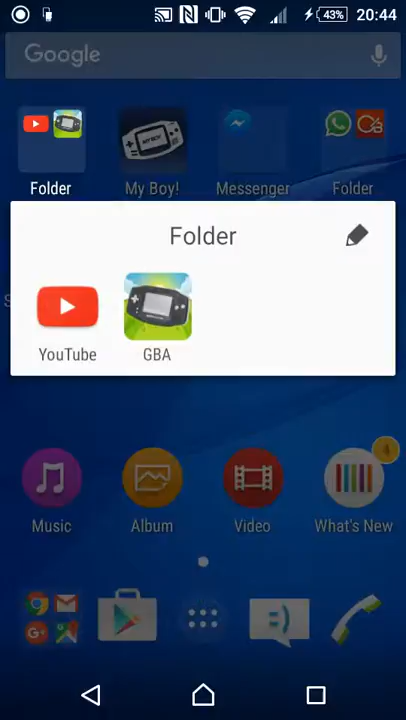 43% 20:44
Google
Folder My Boy! Messenger Folder
Folder
YouTube GBA
Music Album Video What's New